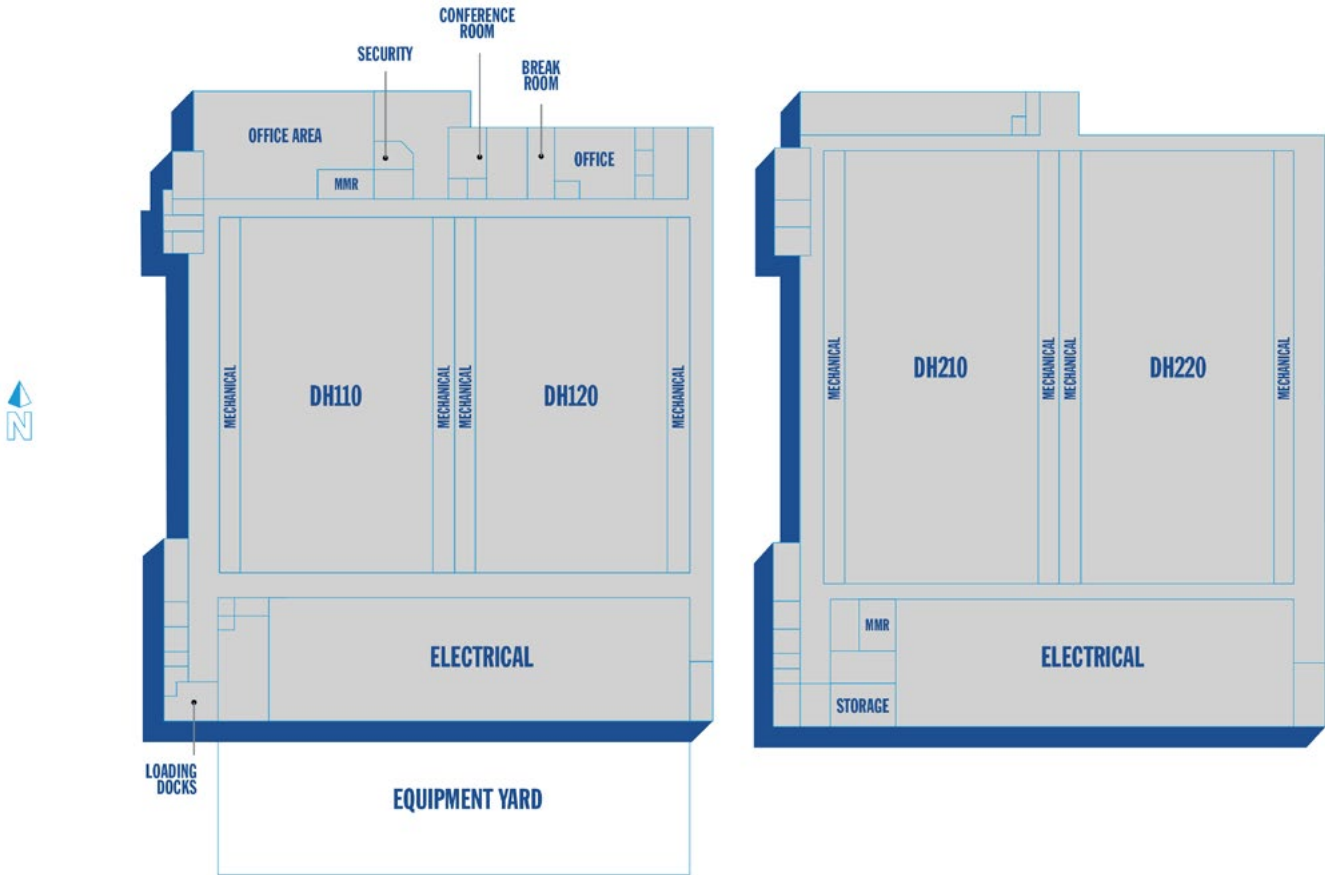 CONFERENCE
ROOM
SECURITY
BREAK
ROOM
OFFICE AREA
OFFICE
MMR
MECHANICAL
DH110
MECHANICAL
MECHANICAL
DH120
MECHANICAL
ELECTRICAL
LOADING
DOCKS
EQUIPMENT YARD
N
MECHANICAL
DH210
MECHANICAL
MECHANICAL
DH220
MECHANICAL
MMR
ELECTRICAL
STORAGE